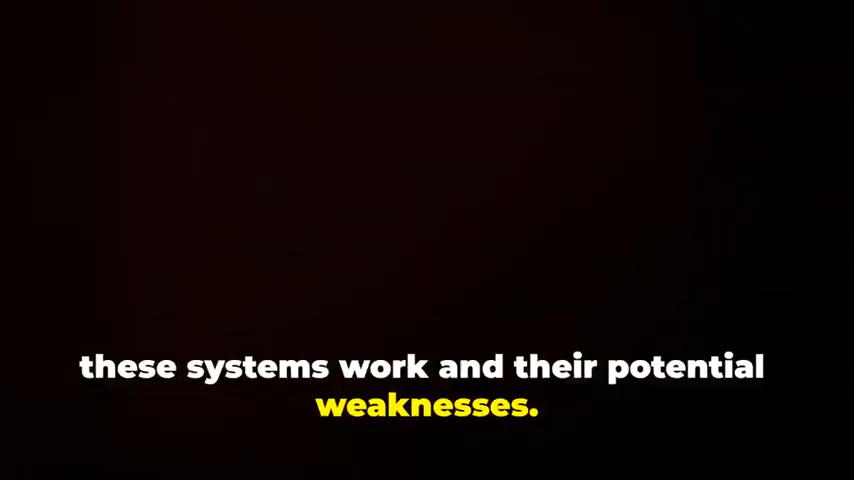 these systems work and their potential
weaknesses.